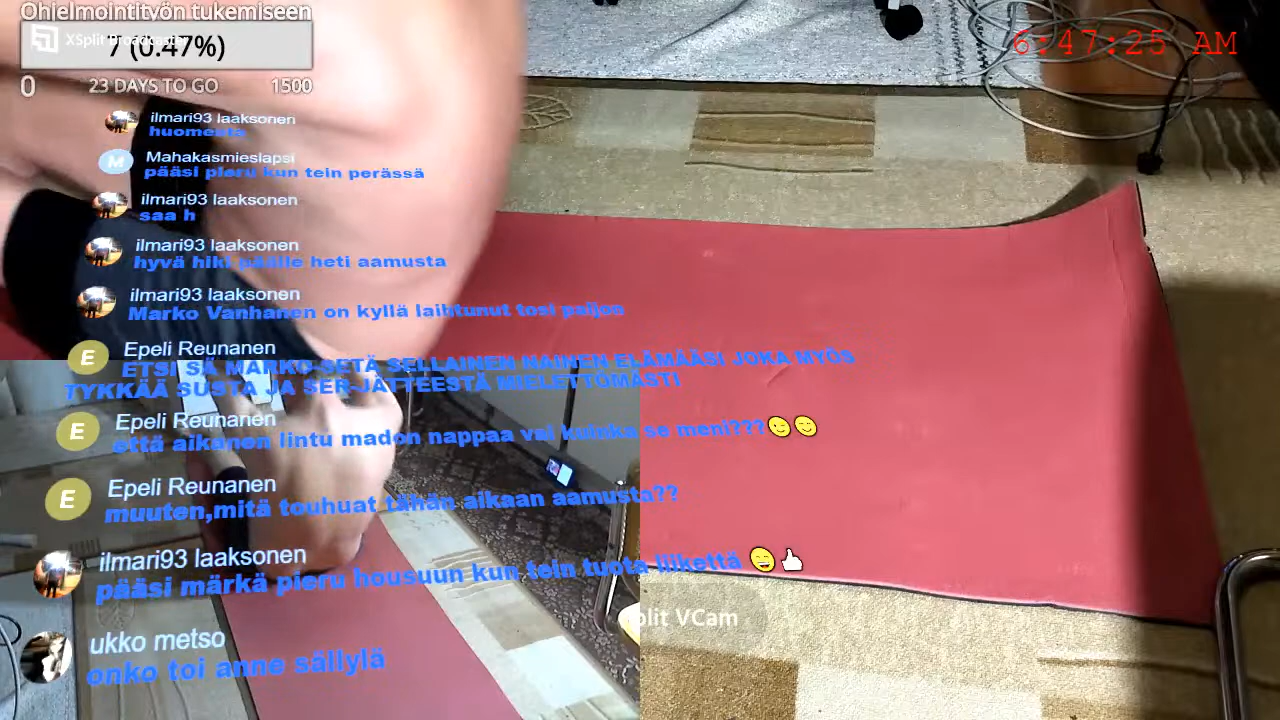 Ohjelmointityön tukemiseen
XSplit Broadcaster
7 (0.47%)
0 23 DAYS TO GO 1500
6:47:25 AM
ilmari93 laaksonen
huomenta
M Mahakasmieslapsi
pääsi pieru kun tein perässä
ilmari93 laaksonen
saa h
ilmari93 laaksonen
hyvä hiki päälle heti aamusta
ilmari93 laaksonen
Marko Vanhanen on kyllä laihtunut tosi paljon
E Epeli Reunanen
ETSI SÄ MARKO-SETÄ SELLAINEN NAINEN ELÄMÄÄSI JOKA MYÖS
TYKKÄÄ SUSTA JA SER-JÄTTEESTÄ MIELETTÖMÄSTI
E Epeli Reunanen
että aikanen lintu madon nappaa vai kuinka se meni???
E Epeli Reunanen
muuten,mitä touhuat tähän aikaan aamusta??
ilmari93 laaksonen
pääsi märkä pieru housuun kun tein tuota liikettä
plit VCam
ukko metso
onko toi anne sällylä